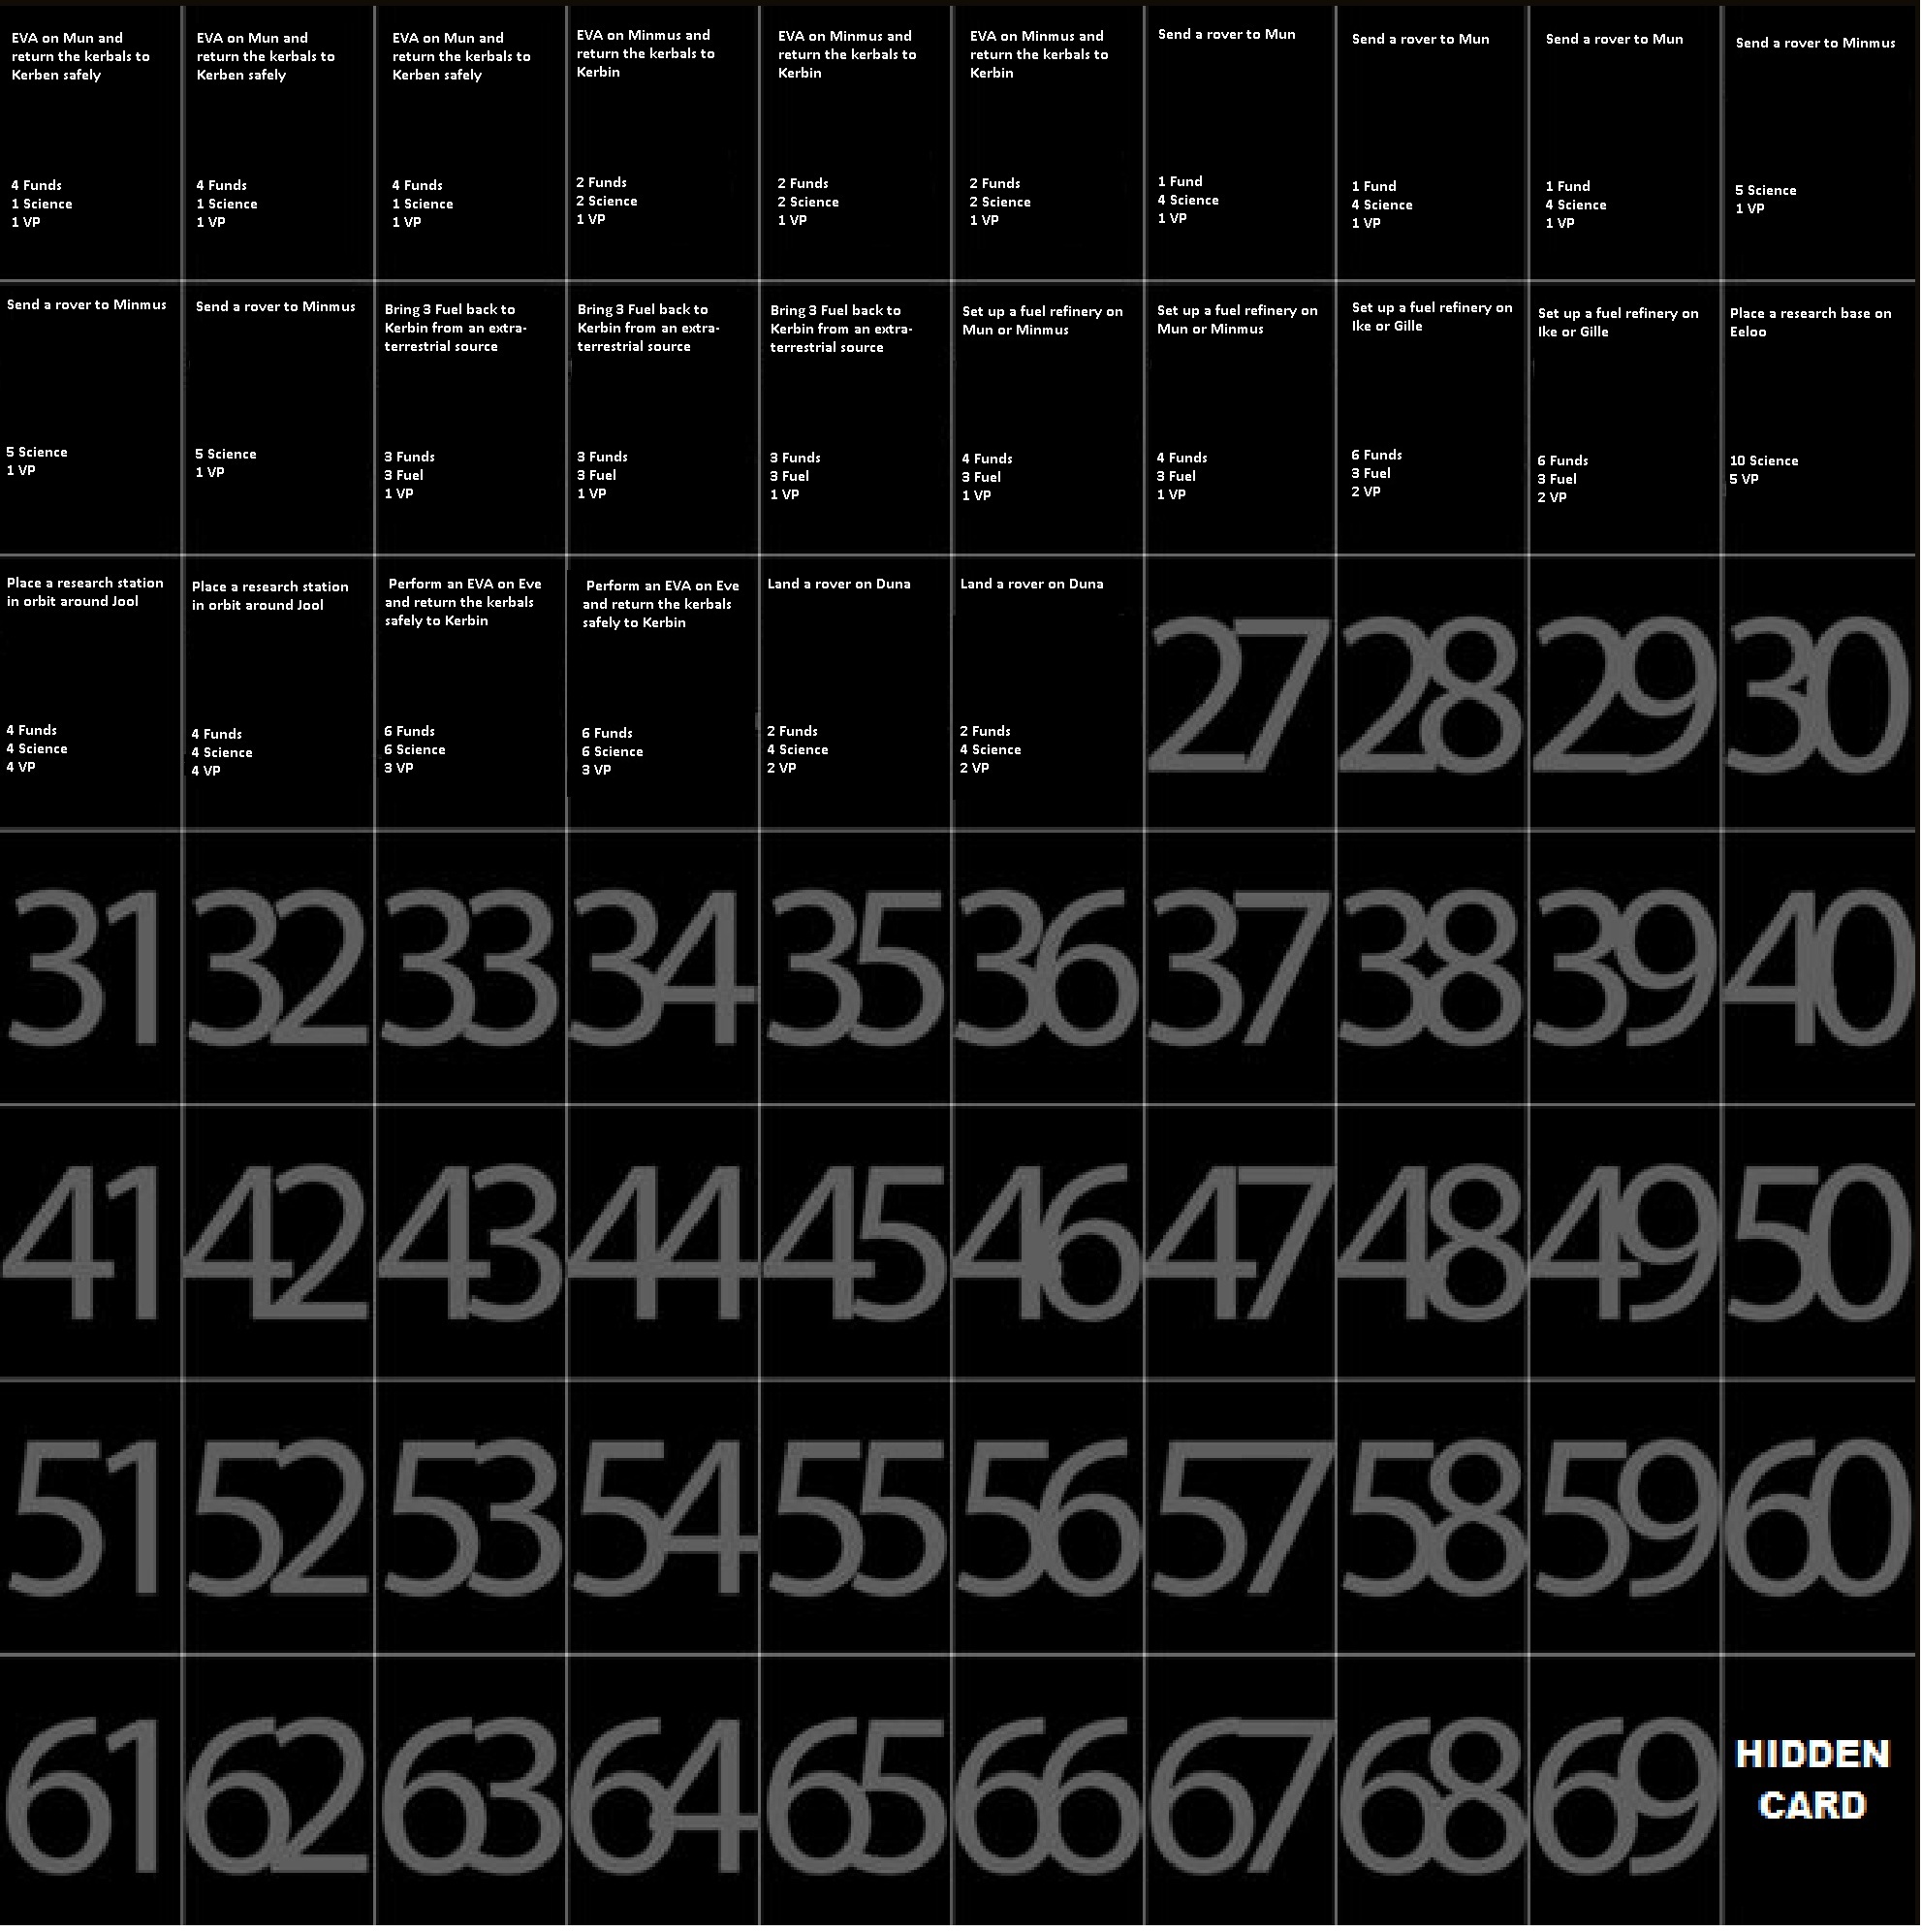 EVA on Mun and
return the kerbals to
Kerben safely
4 Funds
1 Science
1 VP
EVA on Mun and
return the kerbals to
Kerben safely
4 Funds
1 Science
1 VP
EVA on Mun and
return the kerbals to
Kerben safely
4 Funds
1 Science
1 VP
EVA on Minmus and
return the kerbals to
Kerbin
2 Funds
2 Science
1 VP
EVA on Minmus and
return the kerbals to
Kerbin
2 Funds
2 Science
1 VP
EVA on Minmus and
return the kerbals to
Kerbin
2 Funds
2 Science
1 VP
Send a rover to Mun
1 Fund
4 Science
1 VP
Send a rover to Mun
1 Fund
4 Science
1 VP
Send a rover to Mun
1 Fund
4 Science
1 VP
Send a rover to Minmus
5 Science
1 VP
Send a rover to Minmus
5 Science
1 VP
Send a rover to Minmus
5 Science
1 VP
Bring 3 Fuel back to
Kerbin from an extra-
terrestrial source
3 Funds
3 Fuel
1 VP
Bring 3 Fuel back to
Kerbin from an extra-
terrestrial source
3 Funds
3 Fuel
1 VP
Bring 3 Fuel back to
Kerbin from an extra-
terrestrial source
3 Funds
3 Fuel
1 VP
Set up a fuel refinery on
Mun or Minmus
4 Funds
3 Fuel
1 VP
Set up a fuel refinery on
Mun or Minmus
4 Funds
3 Fuel
1 VP
Set up a fuel refinery on
Ike or Gille
6 Funds
3 Fuel
2 VP
Set up a fuel refinery on
Ike or Gille
6 Funds
3 Fuel
2 VP
Place a research base on
Eeloo
10 Science
5 VP
Place a research station
in orbit around Jool
4 Funds
4 Science
4 VP
Place a research station
in orbit around Jool
4 Funds
4 Science
4 VP
Perform an EVA on Eve
and return the kerbals
safely to Kerbin
6 Funds
6 Science
3 VP
Perform an EVA on Eve
and return the kerbals
safely to Kerbin
6 Funds
6 Science
3 VP
Land a rover on Duna
2 Funds
4 Science
2 VP
Land a rover on Duna
2 Funds
4 Science
2 VP
27
28
29
30
31
32
33
34
35
36
37
38
39
40
41
42
43
44
45
46
47
48
49
50
51
52
53
54
55
56
57
58
59
60
61
62
63
64
65
66
67
68
69
HIDDEN
CARD